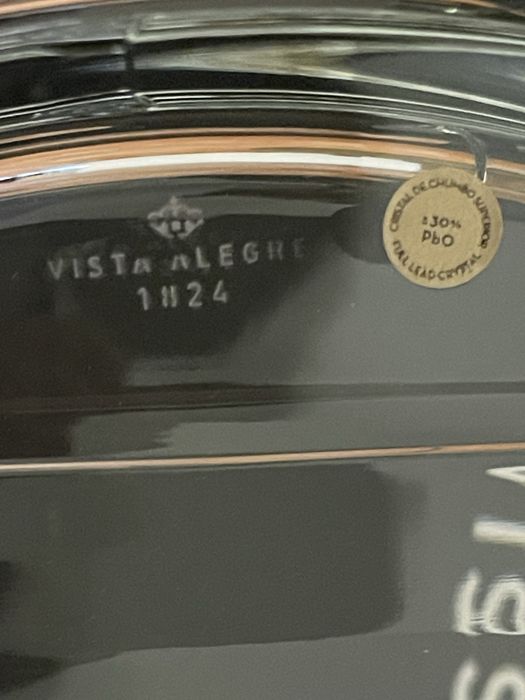 VISTA ALEGRE
1824
CRISTAL DE CHUMBO SUPERIOR
≥30%
PbO
FULL LEAD CRYSTAL